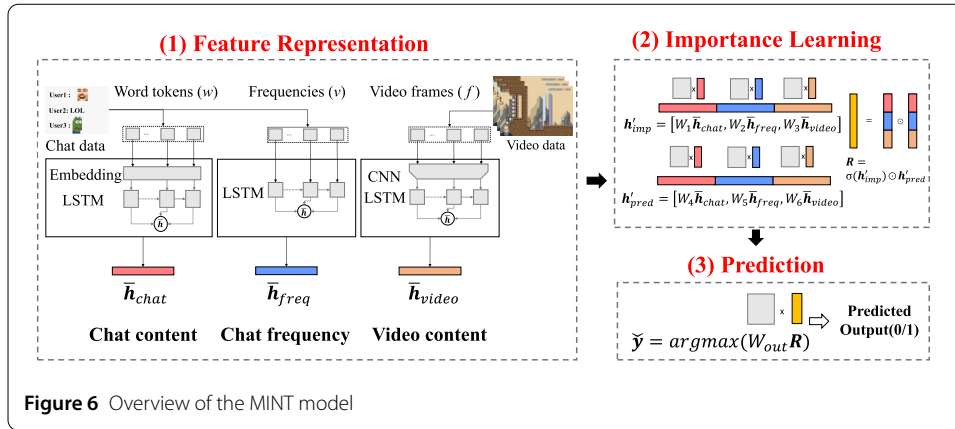 (1) Feature Representation
User1 :
User2: LOL
User3 :
Chat data
Word tokens (w)
...
Embedding
LSTM
h̄
h̄chat
Chat content
Frequencies (v)
...
LSTM
h̄
h̄freq
Chat frequency
Video frames (f)
Video data
...
CNN
LSTM
h̄
h̄video
Video content
(2) Importance Learning
x x x
h′imp = [W1h̄chat, W2h̄freq, W3h̄video]
x x x
h′pred = [W4h̄chat, W5h̄freq, W6h̄video]
= ⊙
R =
σ(h′imp)⊙h′pred
(3) Prediction
x
y̌ = argmax(WoutR)
Predicted
Output(0/1)
Figure 6 Overview of the MINT model